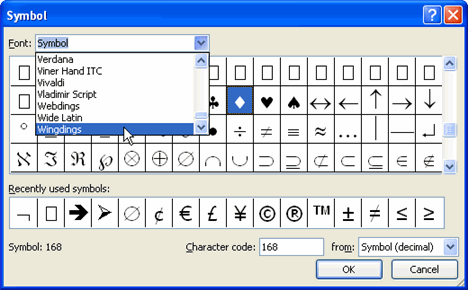 Symbol
Font: Symbol
Verdana
Viner Hand ITC
Vivaldi
Vladimir Script
Webdings
Wide Latin
Wingdings
♣ ♦ ♥ ♠ ↔ ← ↑ → ↓
° • ÷ ≠ ≡ ≈ … | — ↵
ℵ ℑ ℜ ℘ ⊗ ⊕ ∅ ∩ ∪ ⊃ ⊇ ⊄ ⊂ ⊆
Recently used symbols:
¬ □ ➔ ➢ ∅ ¢ € £ ¥ © ® ™ ± ≠ ≤ ≥
Symbol: 168
Character code: 168 from: Symbol (decimal)
OK Cancel